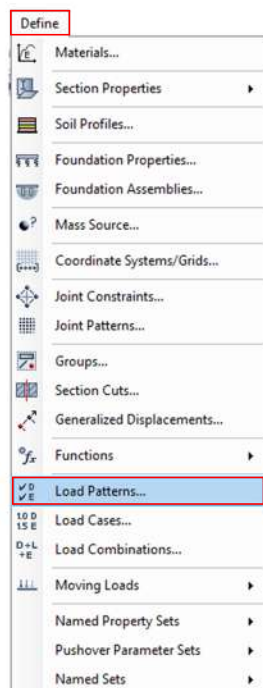 Define
Materials...
Section Properties
Soil Profiles...
Foundation Properties...
Foundation Assemblies...
Mass Source...
Coordinate Systems/Grids...
Joint Constraints...
Joint Patterns...
Groups...
Section Cuts...
Generalized Displacements...
Functions
Load Patterns...
Load Cases...
Load Combinations...
Moving Loads
Named Property Sets
Pushover Parameter Sets
Named Sets